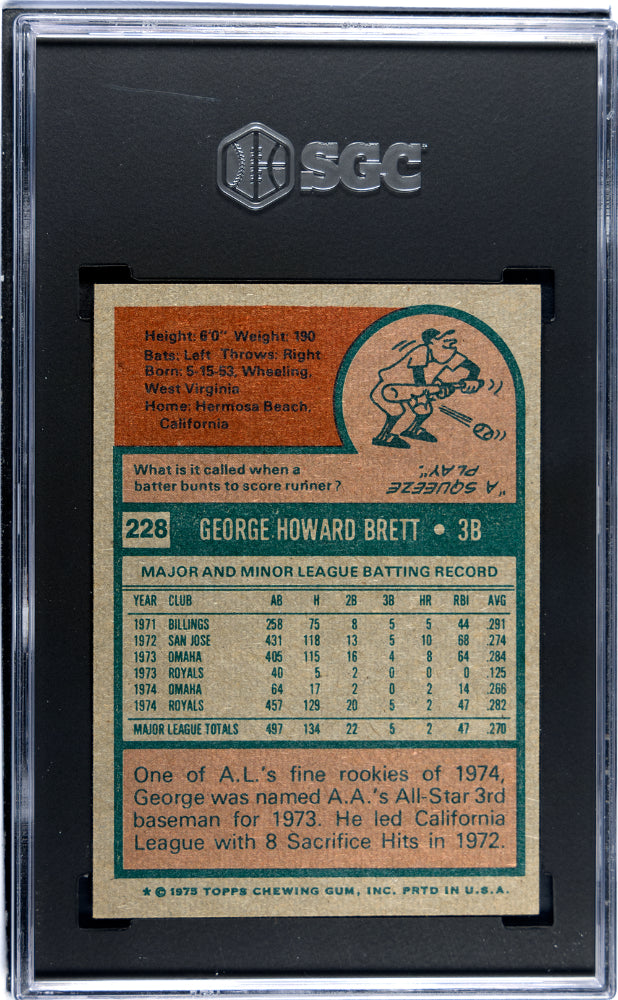 SGC
Height: 6'0" Weight: 190
Bats: Left Throws: Right
Born: 5-15-53, Wheeling,
West Virginia
Home: Hermosa Beach,
California
What is it called when a
batter bunts to score runner?
"A SQUEEZE
PLAY".
228 GEORGE HOWARD BRETT • 3B
MAJOR AND MINOR LEAGUE BATTING RECORD
YEAR CLUB AB H 2B 3B HR RBI AVG
1971 BILLINGS 258 75 8 5 5 44 .291
1972 SAN JOSE 431 118 13 5 10 68 .274
1973 OMAHA 405 115 16 4 8 64 .284
1973 ROYALS 40 5 2 0 0 0 .125
1974 OMAHA 64 17 2 0 2 14 .266
1974 ROYALS 457 129 20 5 2 47 .282
MAJOR LEAGUE TOTALS 497 134 22 5 2 47 .270
One of A.L.'s fine rookies of 1974,
George was named A.A.'s All-Star 3rd
baseman for 1973. He led California
League with 8 Sacrifice Hits in 1972.
★ © 1975 TOPPS CHEWING GUM, INC. PRTD IN U.S.A.